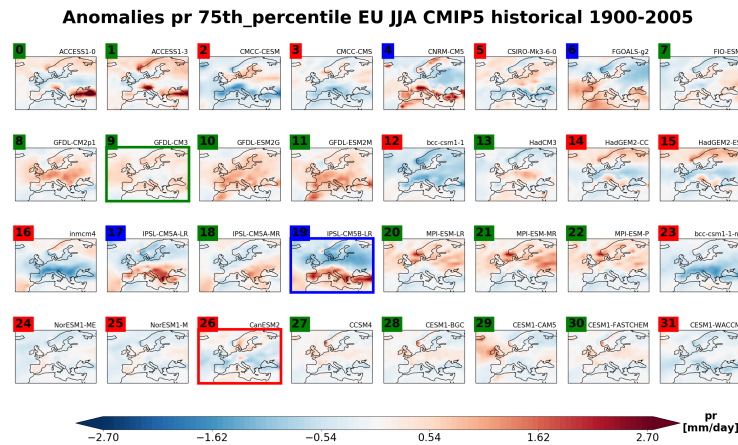 Anomalies pr 75th_percentile EU JJA CMIP5 historical 1900-2005
0 ACCESS1-0
1 ACCESS1-3
2 CMCC-CESM
3 CMCC-CMS
4 CNRM-CM5
5 CSIRO-Mk3-6-0
6 FGOALS-g2
7 FIO-ESM
8 GFDL-CM2p1
9 GFDL-CM3
10 GFDL-ESM2G
11 GFDL-ESM2M
12 bcc-csm1-1
13 HadCM3
14 HadGEM2-CC
15 HadGEM2-ES
16 inmcm4
17 IPSL-CM5A-LR
18 IPSL-CM5A-MR
19 IPSL-CM5B-LR
20 MPI-ESM-LR
21 MPI-ESM-MR
22 MPI-ESM-P
23 bcc-csm1-1-m
24 NorESM1-ME
25 NorESM1-M
26 CanESM2
27 CCSM4
28 CESM1-BGC
29 CESM1-CAM5
30 CESM1-FASTCHEM
31 CESM1-WACCM
−2.70 −1.62 −0.54 0.54 1.62 2.70
pr
[mm/day]